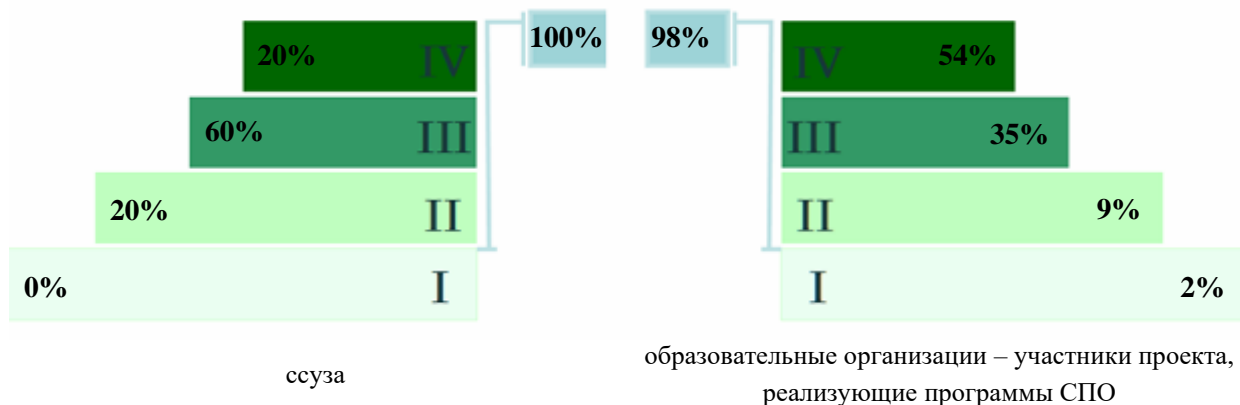 100% 98%
20% IV IV 54%
60% III III 35%
20% II II 9%
0% I I 2%
ссуза
образовательные организации – участники проекта,
реализующие программы СПО